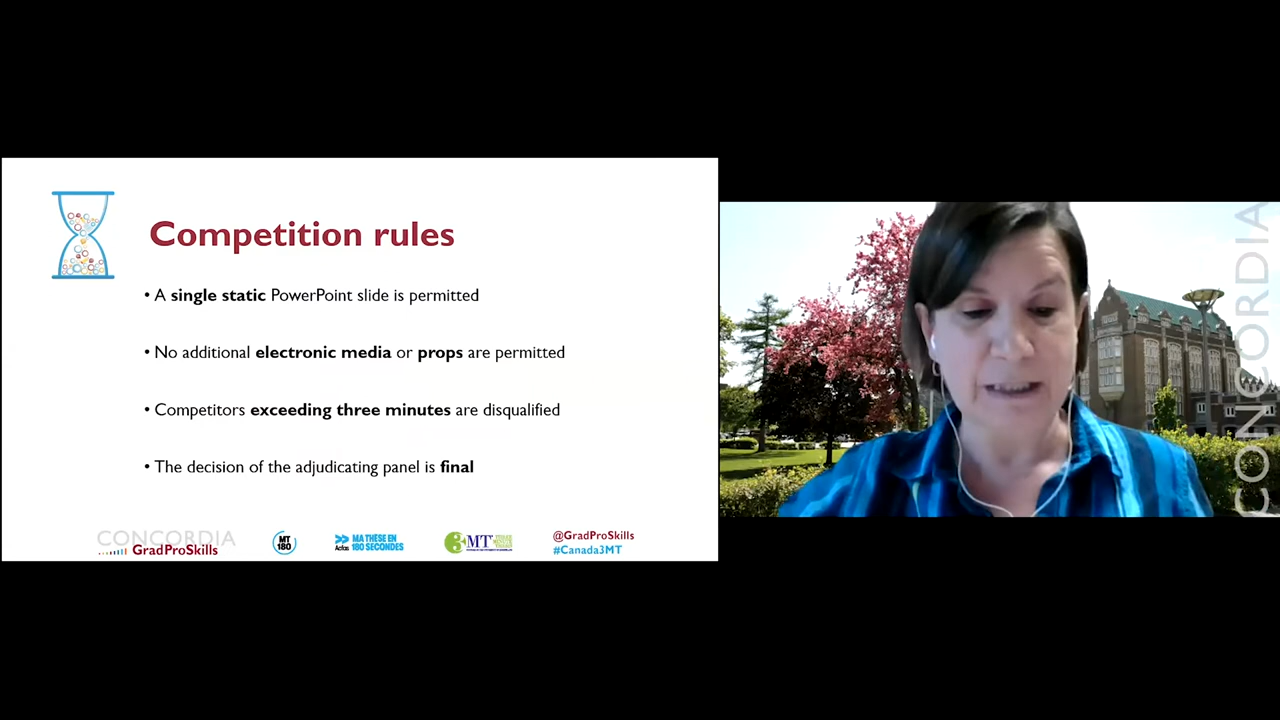 Competition rules
• A single static PowerPoint slide is permitted
• No additional electronic media or props are permitted
• Competitors exceeding three minutes are disqualified
• The decision of the adjudicating panel is final
CONCORDIA
GradProSkills
MT
180
Acfas
MA THÈSE EN
180 SECONDES
3MT
@GradProSkills
#Canada3MT
CONCORDIA